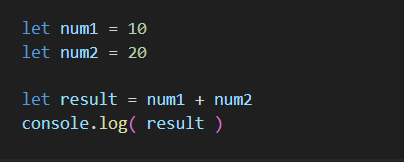 let num1 = 10
let num2 = 20
let result = num1 + num2
console.log( result )